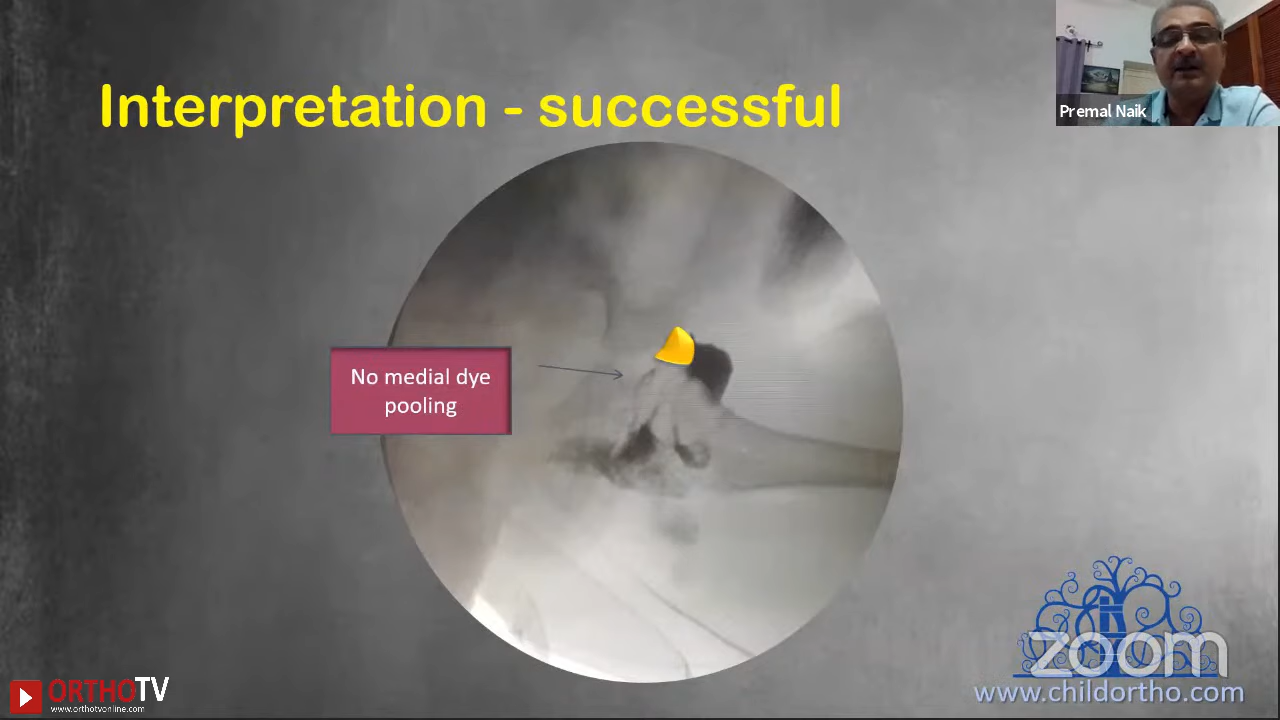 Interpretation - successful
Premal Naik
No medial dye
pooling
zoom
www.childortho.com
ORTHOTV
www.orthotvonline.com